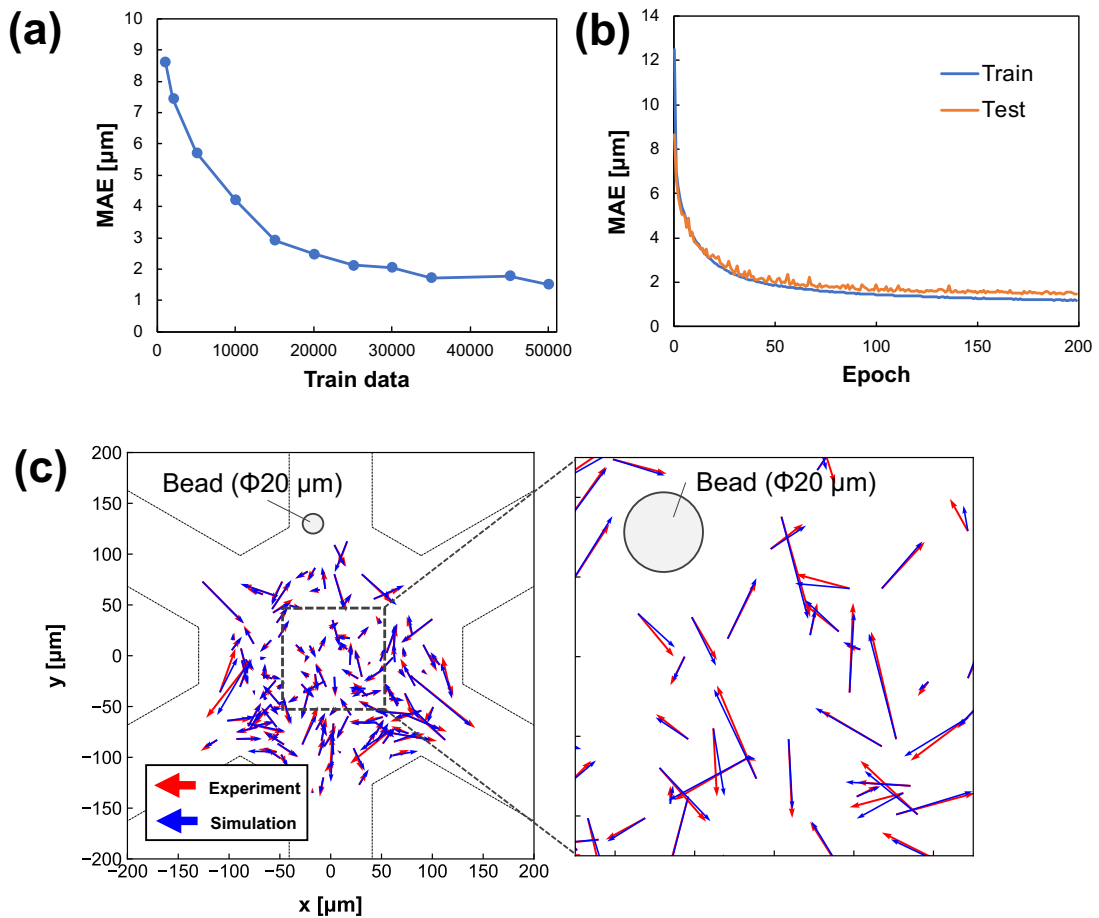 (a)
10
9
8
7
6
5
4
3
2
1
0
MAE [µm]
0 10000 20000 30000 40000 50000
Train data
(b)
14
12
10
8
6
4
2
0
MAE [µm]
Train
Test
0 50 100 150 200
Epoch
(c)
200
150
100
50
0
−50
−100
−150
−200
y [µm]
Bead (Φ20 µm)
Experiment
Simulation
−200 −150 −100 −50 0 50 100 150 200
x [µm]
Bead (Φ20 µm)